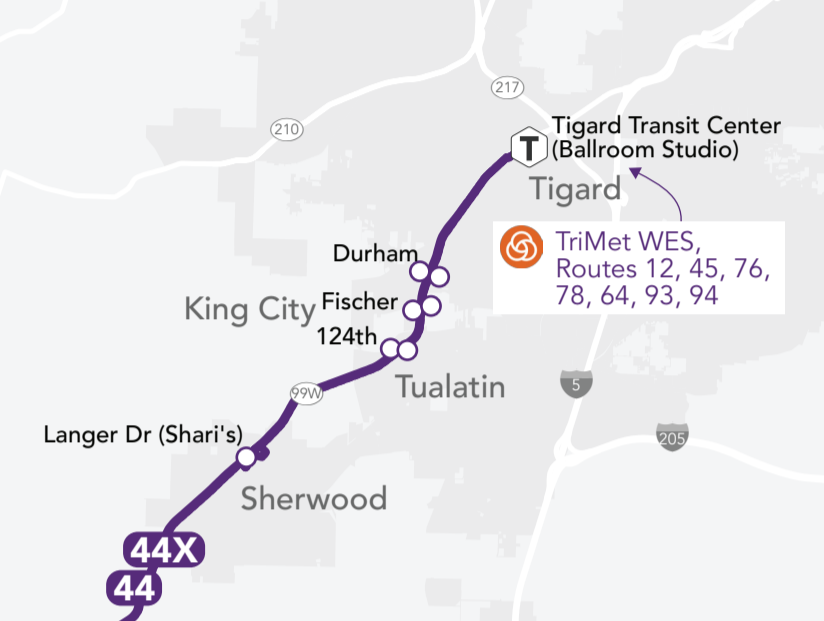 217
210
Tigard Transit Center
(Ballroom Studio)
T
Tigard
TriMet WES,
Routes 12, 45, 76,
78, 64, 93, 94
Durham
Fischer
King City
124th
Tualatin
5
99W
Langer Dr (Shari's)
205
Sherwood
44X
44